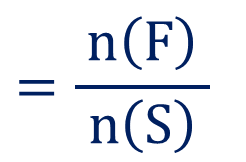 = n(F)
n(S)